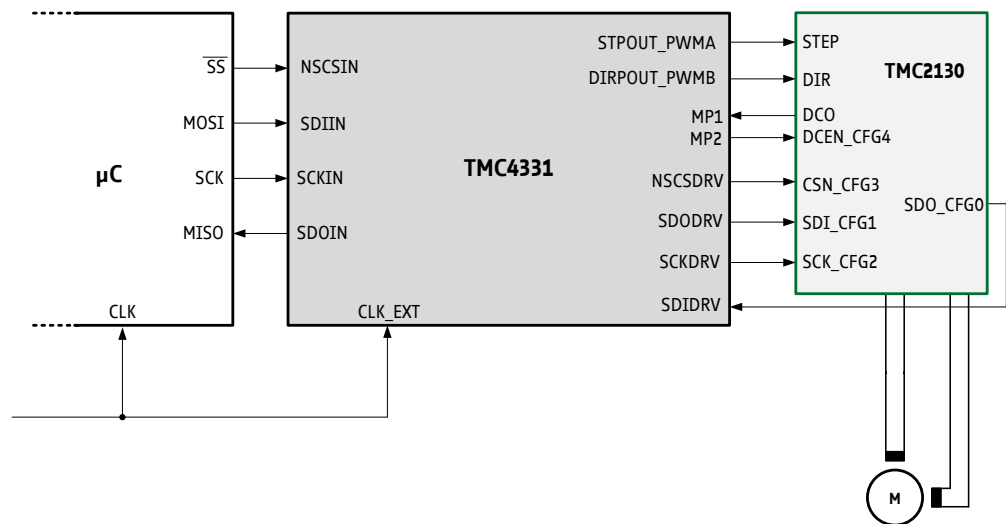 SS
NSCSIN
STPOUT_PWMA
STEP
DIRPOUT_PWMB
DIR
TMC2130
MOSI
SDIIN
MP1
DCO
MP2
DCEN_CFG4
µC
TMC4331
SCK
SCKIN
NSCSDRV
CSN_CFG3
SDO_CFG0
MISO
SDOIN
SDODRV
SDI_CFG1
SCKDRV
SCK_CFG2
CLK
CLK_EXT
SDIDRV
M